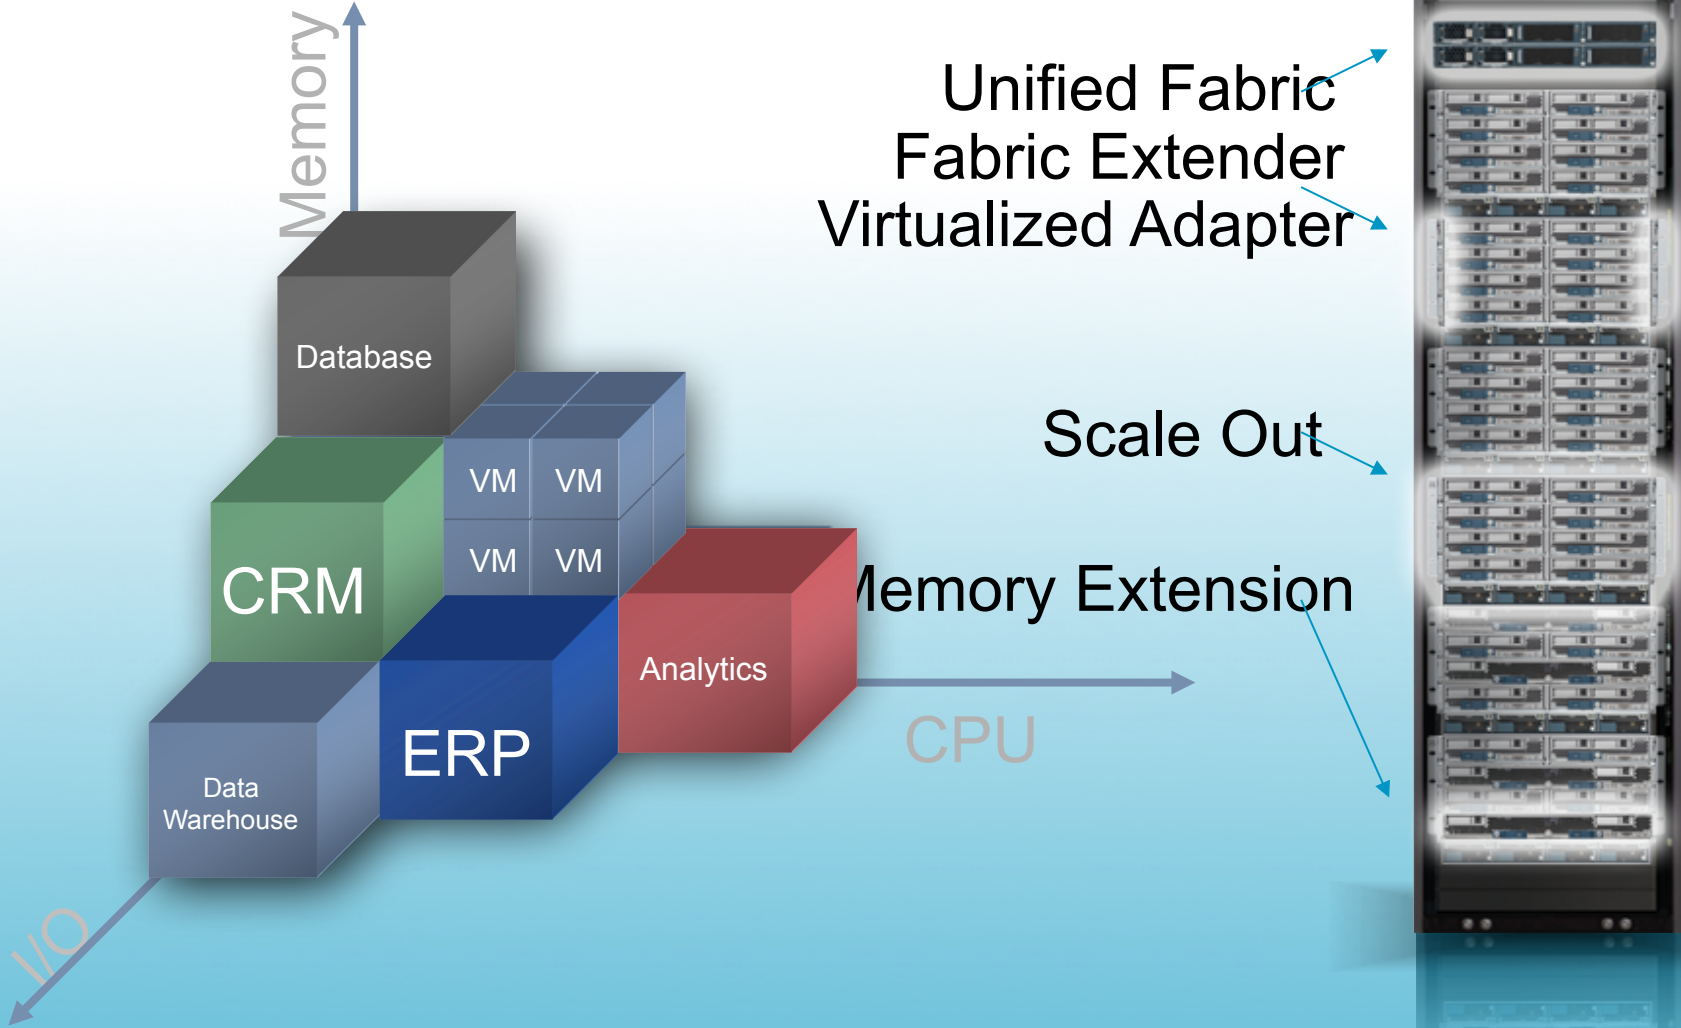 Memory
Unified Fabric
Fabric Extender
Virtualized Adapter
Database
Scale Out
VM VM
VM VM
CRM
Memory Extension
Analytics
CPU
ERP
Data
Warehouse
I/O